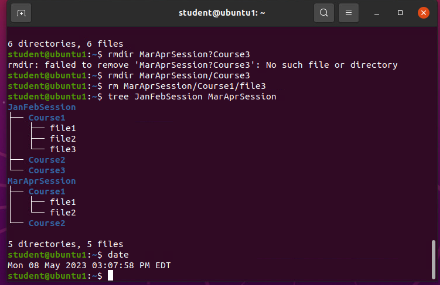 student@ubuntu1: ~
6 directories, 6 files
student@ubuntu1:~$ rmdir MarAprSession?Course3
rmdir: failed to remove 'MarAprSession?Course3': No such file or directory
student@ubuntu1:~$ rmdir MarAprSession/Course3
student@ubuntu1:~$ rm MarAprSession/Course1/file3
student@ubuntu1:~$ tree JanFebSession MarAprSession
JanFebSession
├── Course1
│   ├── file1
│   ├── file2
│   └── file3
├── Course2
└── Course3
MarAprSession
├── Course1
│   ├── file1
│   └── file2
└── Course2
5 directories, 5 files
student@ubuntu1:~$ date
Mon 08 May 2023 03:07:58 PM EDT
student@ubuntu1:~$